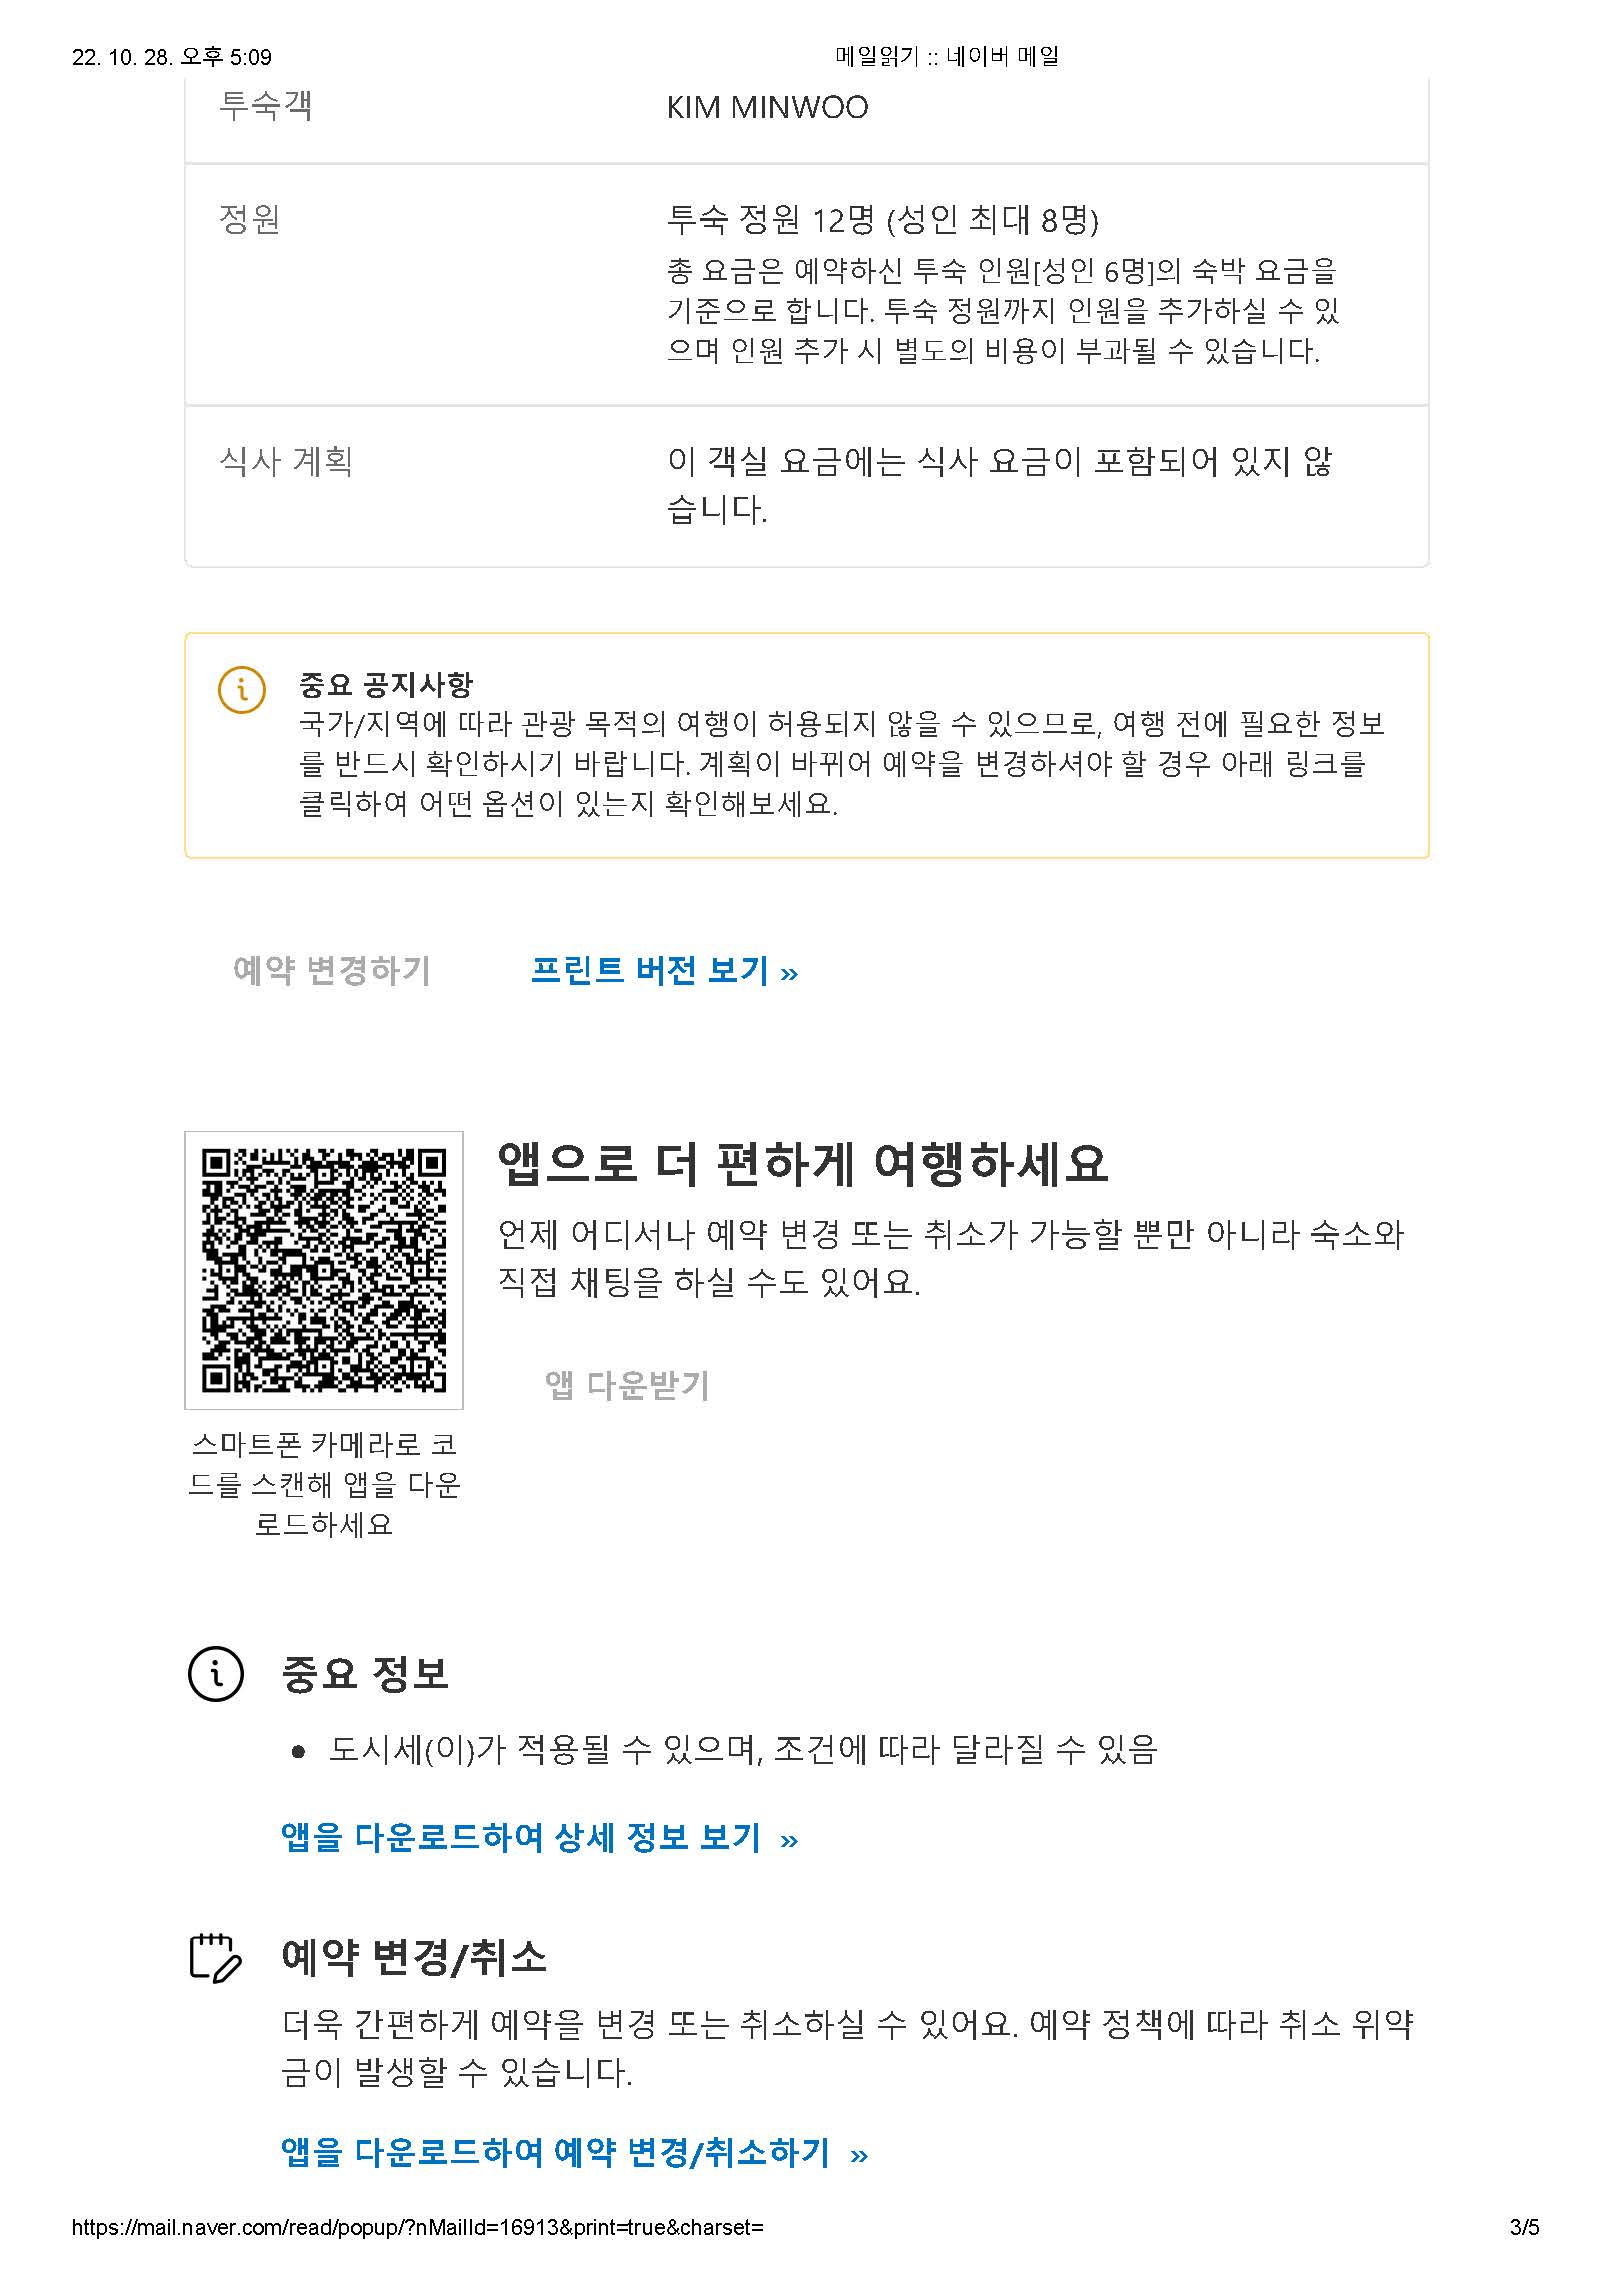 22. 10. 28. 오후 5:09
메일읽기 :: 네이버 메일
투숙객
KIM MINWOO
정원
투숙 정원 12명 (성인 최대 8명)
총 요금은 예약하신 투숙 인원[성인 6명]의 숙박 요금을
기준으로 합니다. 투숙 정원까지 인원을 추가하실 수 있
으며 인원 추가 시 별도의 비용이 부과될 수 있습니다.
식사 계획
이 객실 요금에는 식사 요금이 포함되어 있지 않
습니다.
중요 공지사항
국가/지역에 따라 관광 목적의 여행이 허용되지 않을 수 있으므로, 여행 전에 필요한 정보
를 반드시 확인하시기 바랍니다. 계획이 바뀌어 예약을 변경하셔야 할 경우 아래 링크를
클릭하여 어떤 옵션이 있는지 확인해보세요.
예약 변경하기
프린트 버전 보기 »
앱으로 더 편하게 여행하세요
언제 어디서나 예약 변경 또는 취소가 가능할 뿐만 아니라 숙소와
직접 채팅을 하실 수도 있어요.
앱 다운받기
스마트폰 카메라로 코
드를 스캔해 앱을 다운
로드하세요
중요 정보
● 도시세(이)가 적용될 수 있으며, 조건에 따라 달라질 수 있음
앱을 다운로드하여 상세 정보 보기 »
예약 변경/취소
더욱 간편하게 예약을 변경 또는 취소하실 수 있어요. 예약 정책에 따라 취소 위약
금이 발생할 수 있습니다.
앱을 다운로드하여 예약 변경/취소하기 »
https://mail.naver.com/read/popup/?nMailId=16913&print=true&charset=
3/5